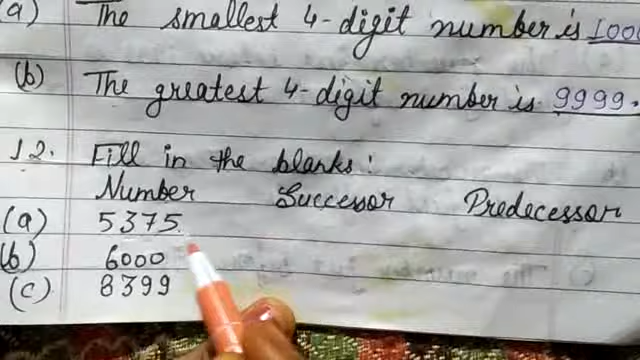 (a) The smallest 4-digit number is 1000
(b) The greatest 4-digit number is 9999.
12. Fill in the blanks:
Number Successor Predecessor
(a) 5375
(b) 6000
(c) 8399